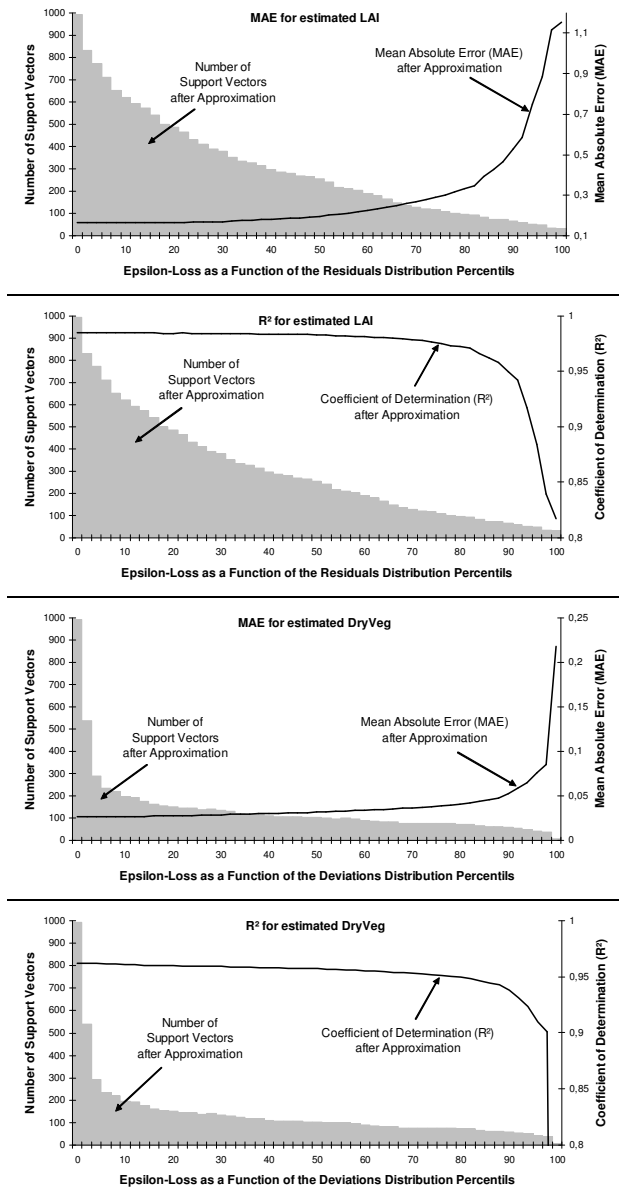 MAE for estimated LAI
Number of Support Vectors
1000
900
800
700
600
500
400
300
200
100
0
Number of
Support Vectors
after Approximation
Mean Absolute Error (MAE)
after Approximation
1,1
0,9
0,7
0,5
0,3
0,1
Mean Absolute Error (MAE)
0 10 20 30 40 50 60 70 80 90 100
Epsilon-Loss as a Function of the Residuals Distribution Percentils
R² for estimated LAI
Number of Support Vectors
1000
900
800
700
600
500
400
300
200
100
0
Number of
Support Vectors
after Approximation
Coefficient of Determination (R²)
after Approximation
1
0,95
0,9
0,85
0,8
Coefficient of Determination (R²)
0 10 20 30 40 50 60 70 80 90 100
Epsilon-Loss as a Function of the Residuals Distribution Percentils
MAE for estimated DryVeg
Number of Support Vectors
1000
900
800
700
600
500
400
300
200
100
0
Number of
Support Vectors
after Approximation
Mean Absolute Error (MAE)
after Approximation
0,25
0,2
0,15
0,1
0,05
0
Mean Absolute Error (MAE)
0 10 20 30 40 50 60 70 80 90 100
Epsilon-Loss as a Function of the Deviations Distribution Percentils
R² for estimated DryVeg
Number of Support Vectors
1000
900
800
700
600
500
400
300
200
100
0
Number of
Support Vectors
after Approximation
Coefficient of Determination (R²)
after Approximation
1
0,95
0,9
0,85
0,8
Coefficient of Determination (R²)
0 10 20 30 40 50 60 70 80 90 100
Epsilon-Loss as a Function of the Deviations Distribution Percentils